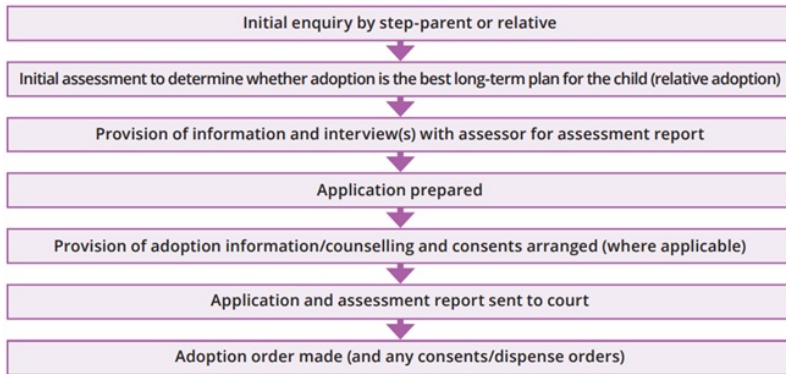 Initial enquiry by step-parent or relative
Initial assessment to determine whether adoption is the best long-term plan for the child (relative adoption)
Provision of information and interview(s) with assessor for assessment report
Application prepared
Provision of adoption information/counselling and consents arranged (where applicable)
Application and assessment report sent to court
Adoption order made (and any consents/dispense orders)